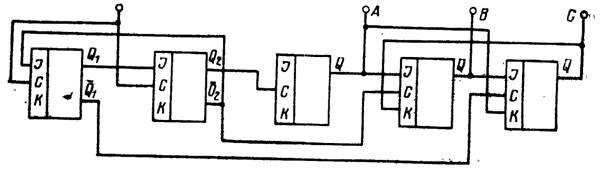 A B C
J Q₁ J Q₂ J Q J Q J Q
C C C C C
K Q̄₁ K Q̄₂ K K K